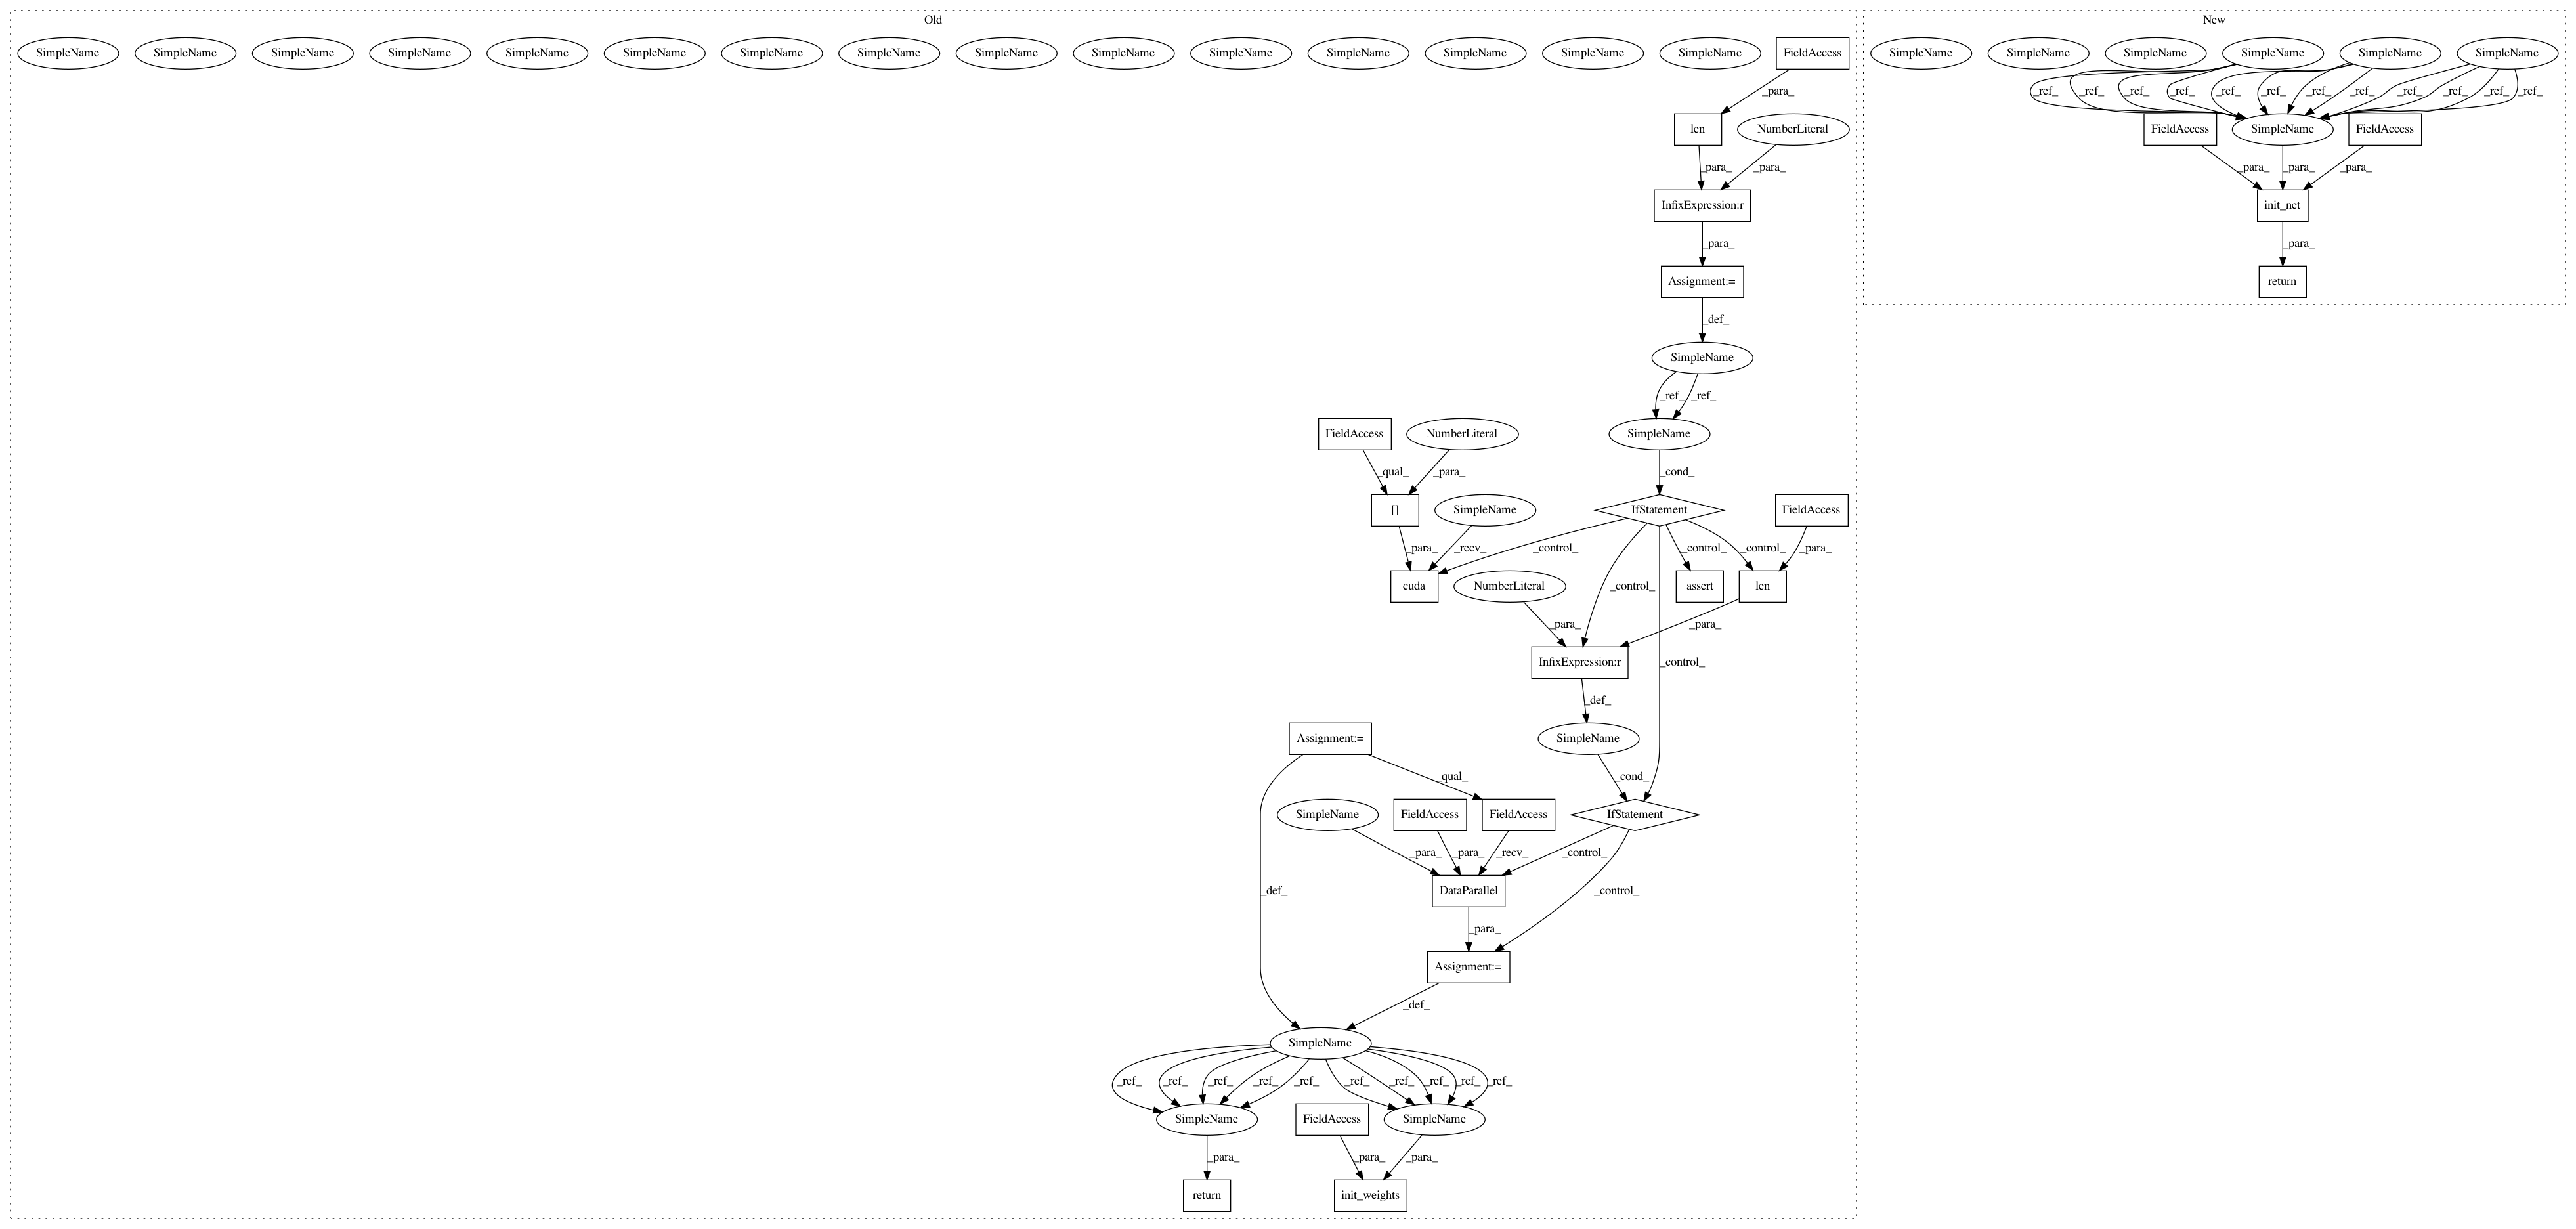 Old
New
SimpleName SimpleName SimpleName SimpleName SimpleName SimpleName SimpleName SimpleName SimpleName SimpleName SimpleName SimpleName SimpleName SimpleName SimpleName FieldAccess
SimpleName SimpleName SimpleName SimpleName SimpleName SimpleName
_para_
_ref_ _ref_ _ref_ _ref_ _ref_ _ref_ _ref_ _ref_ _ref_ _ref_ _ref_
len NumberLiteral
FieldAccess SimpleName FieldAccess
_para_ _para_
_para_ _para_ _para_
InfixExpression:r
init_net
_para_
_para_
Assignment:=
return
_def_
SimpleName
_ref_ _ref_
FieldAccess NumberLiteral SimpleName
_qual_ _para_ _cond_
[] SimpleName IfStatement FieldAccess
_para_ _recv_ _control_ _control_ _control_ _para_
cuda NumberLiteral _control_ assert len
_para_ _para_
InfixExpression:r _control_
_def_
Assignment:= SimpleName
_qual_ _cond_
SimpleName FieldAccess FieldAccess IfStatement
_para_ _para_ _recv_ _control_
_def_ DataParallel _control_
_para_
Assignment:=
_def_
SimpleName
_ref_ _ref_ _ref_ _ref_ _ref_ _ref_ _ref_ _ref_ _ref_ _ref_
SimpleName FieldAccess SimpleName
_para_ _para_ _para_
return init_weights